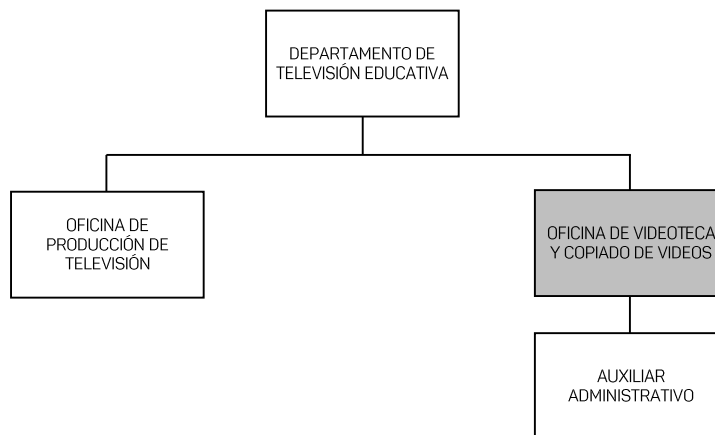 DEPARTAMENTO DE
TELEVISIÓN EDUCATIVA
OFICINA DE
PRODUCCIÓN DE
TELEVISIÓN
OFICINA DE VIDEOTECA
Y COPIADO DE VIDEOS
AUXILIAR
ADMINISTRATIVO